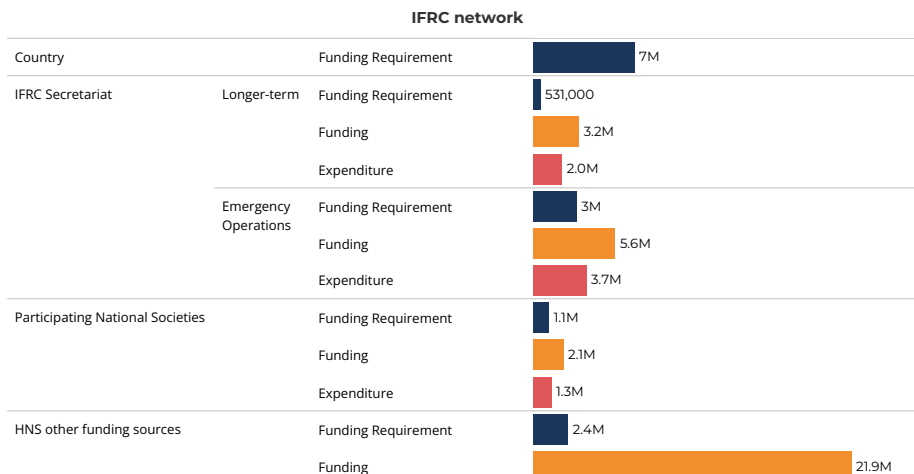 IFRC network
Country Funding Requirement 7M
IFRC Secretariat Longer-term Funding Requirement 531,000
Funding 3.2M
Expenditure 2.0M
Emergency Operations Funding Requirement 3M
Funding 5.6M
Expenditure 3.7M
Participating National Societies Funding Requirement 1.1M
Funding 2.1M
Expenditure 1.3M
HNS other funding sources Funding Requirement 2.4M
Funding 21.9M